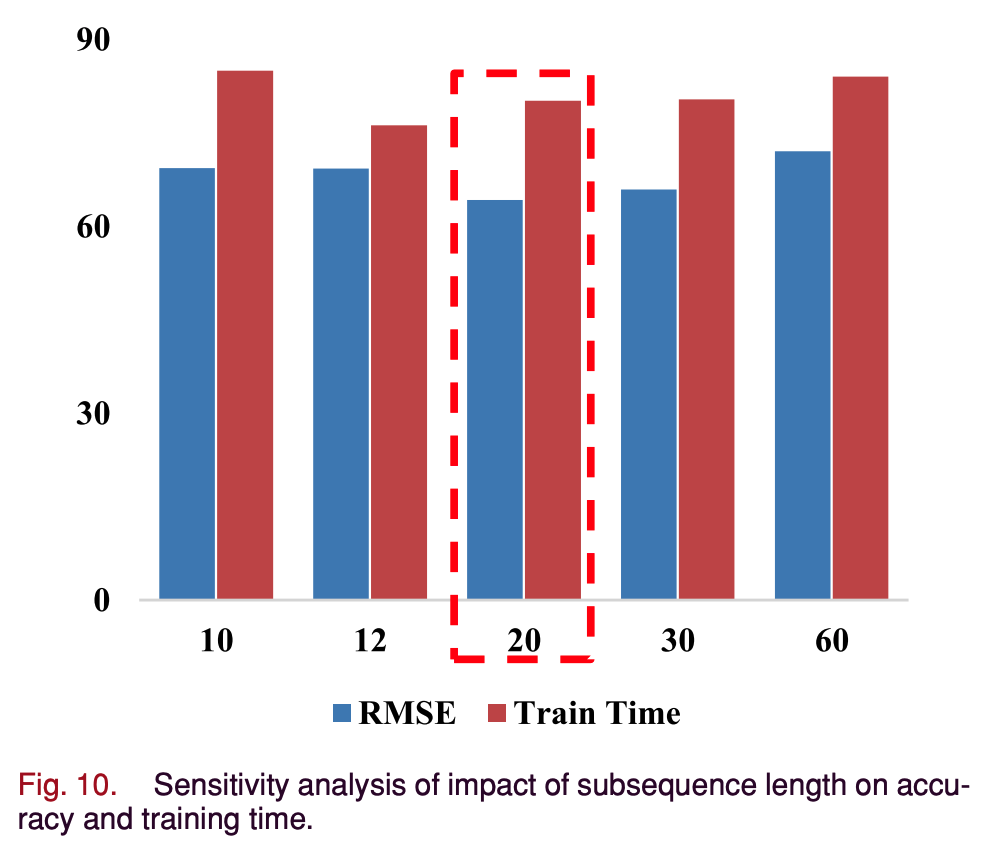 90
60
30
0
10 12 20 30 60
RMSE Train Time
Fig. 10. Sensitivity analysis of impact of subsequence length on accu-
racy and training time.